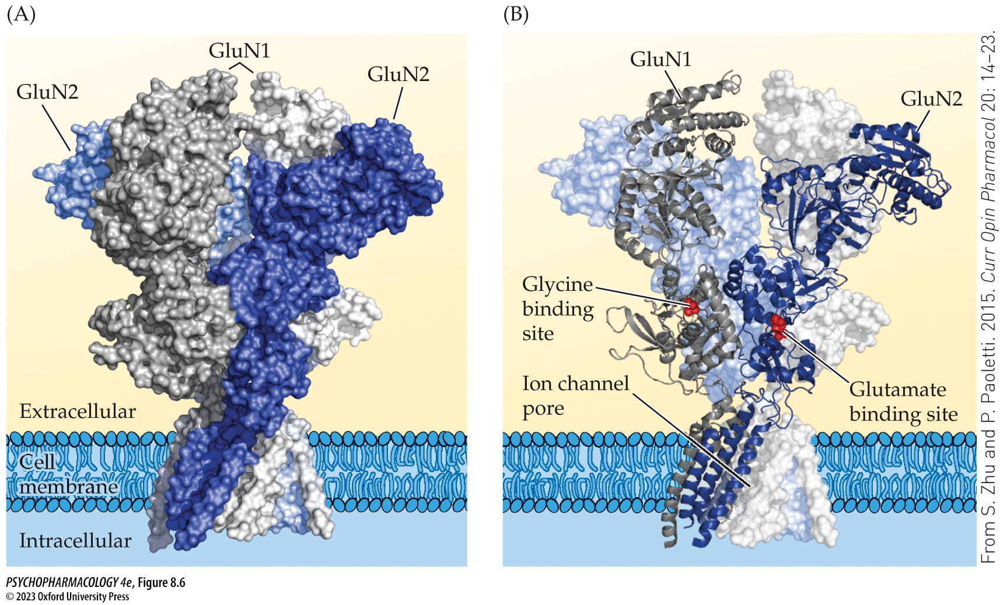 (A)
GluN1
GluN2
GluN2
Extracellular
Cell
membrane
Intracellular
(B)
GluN1
GluN2
Glycine
binding
site
Ion channel
pore
Glutamate
binding site
From S. Zhu and P. Paoletti. 2015. Curr Opin Pharmacol 20: 14–23.
PSYCHOPHARMACOLOGY 4e, Figure 8.6
© 2023 Oxford University Press